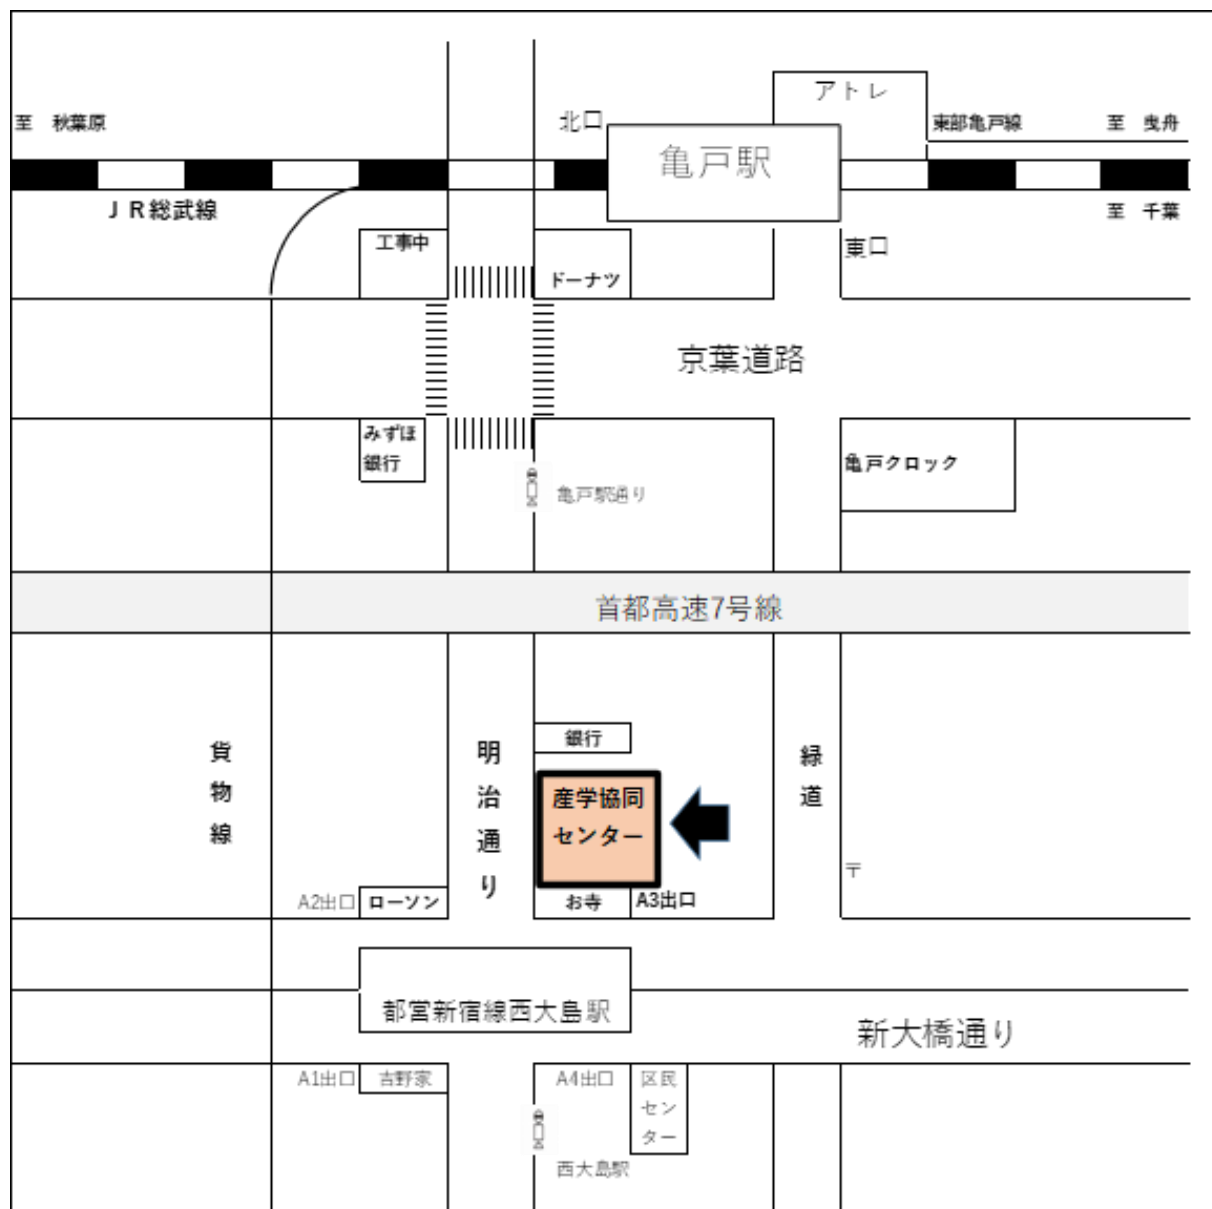 アトレ
至　秋葉原
北口
東部亀戸線
至　曳舟
亀戸駅
ＪＲ総武線
至　千葉
工事中
東口
ドーナツ
京葉道路
みずほ
銀行
亀戸クロック
亀戸駅通り
首都高速7号線
銀行
貨物線
明治通り
緑道
産学協同
センター
〒
A2出口
ローソン
お寺
A3出口
都営新宿線西大島駅
新大橋通り
A1出口
吉野家
A4出口
区民
セン
ター
西大島駅